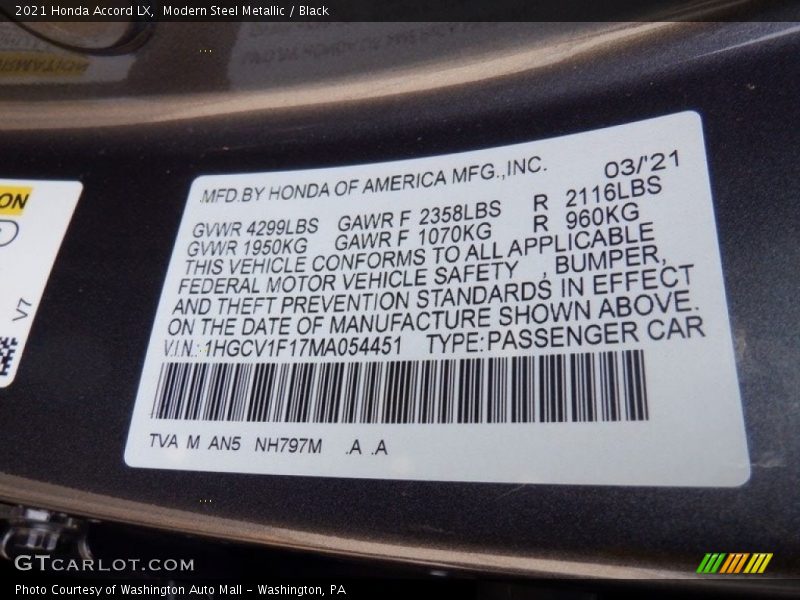 2021 Honda Accord LX, Modern Steel Metallic / Black
MFD.BY HONDA OF AMERICA MFG.,INC. 03/'21
GVWR 4299LBS GAWR F 2358LBS R 2116LBS
GVWR 1950KG GAWR F 1070KG R 960KG
THIS VEHICLE CONFORMS TO ALL APPLICABLE
FEDERAL MOTOR VEHICLE SAFETY , BUMPER,
AND THEFT PREVENTION STANDARDS IN EFFECT
ON THE DATE OF MANUFACTURE SHOWN ABOVE.
V.I.N.: 1HGCV1F17MA054451 TYPE:PASSENGER CAR
TVA M AN5 NH797M .A .A
ON
V7
GTCARLOT.COM
Photo Courtesy of Washington Auto Mall - Washington, PA